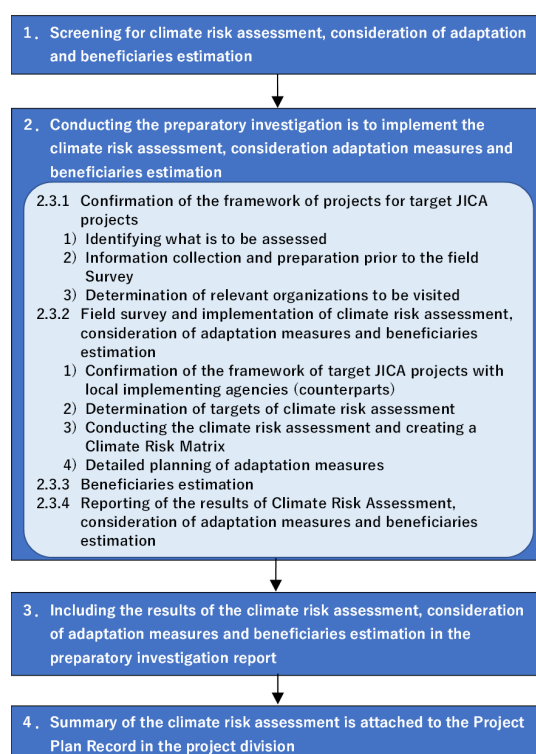 1. Screening for climate risk assessment, consideration of adaptation
and beneficiaries estimation
2. Conducting the preparatory investigation is to implement the
climate risk assessment, consideration adaptation measures and
beneficiaries estimation
2.3.1 Confirmation of the framework of projects for target JICA
projects
1) Identifying what is to be assessed
2) Information collection and preparation prior to the field
Survey
3) Determination of relevant organizations to be visited
2.3.2 Field survey and implementation of climate risk assessment,
consideration of adaptation measures and beneficiaries
estimation
1) Confirmation of the framework of target JICA projects with
local implementing agencies (counterparts)
2) Determination of targets of climate risk assessment
3) Conducting the climate risk assessment and creating a
Climate Risk Matrix
4) Detailed planning of adaptation measures
2.3.3 Beneficiaries estimation
2.3.4 Reporting of the results of Climate Risk Assessment,
consideration of adaptation measures and beneficiaries
estimation
3. Including the results of the climate risk assessment, consideration
of adaptation measures and beneficiaries estimation in the
preparatory investigation report
4. Summary of the climate risk assessment is attached to the Project
Plan Record in the project division